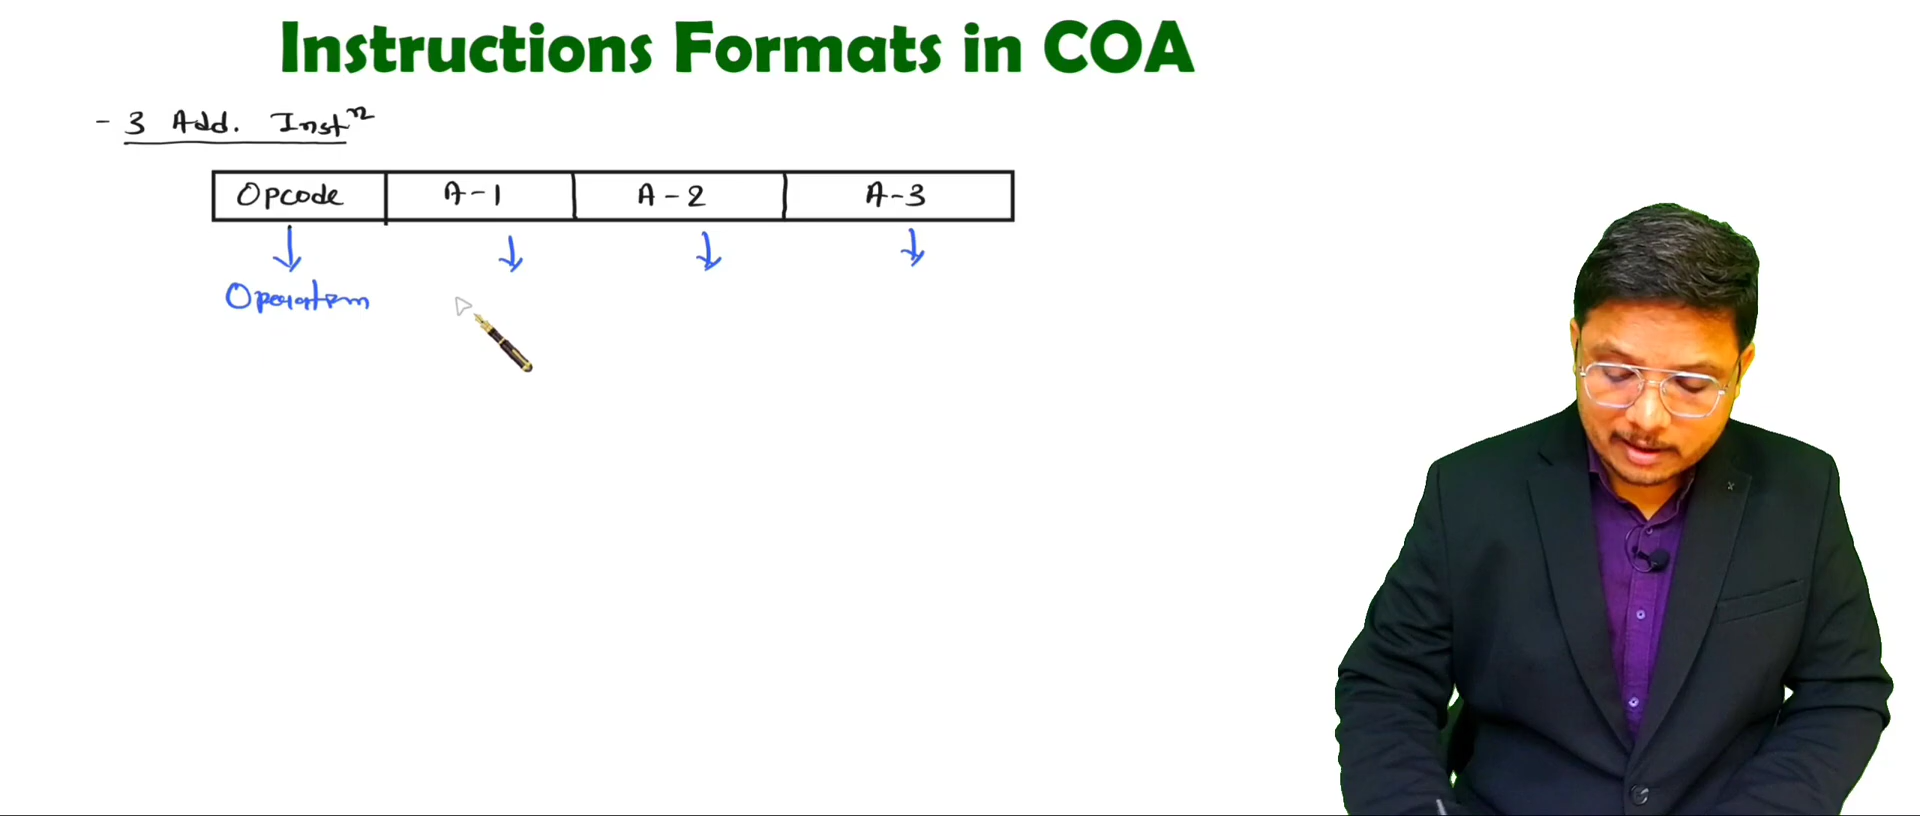 Instructions Formats in COA
- 3 Add. Instn
Opcode A-1 A-2 A-3
Operation